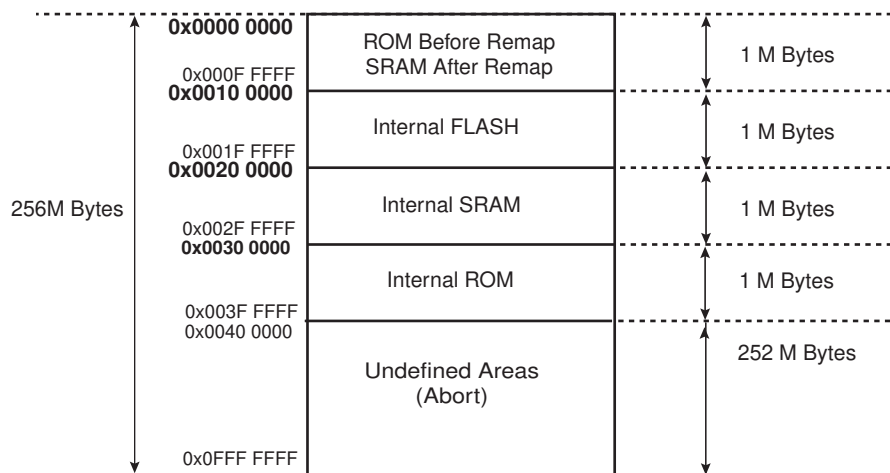 0x0000 0000
ROM Before Remap
SRAM After Remap
1 M Bytes
0x000F FFFF
0x0010 0000
Internal FLASH
1 M Bytes
0x001F FFFF
0x0020 0000
256M Bytes
Internal SRAM
1 M Bytes
0x002F FFFF
0x0030 0000
Internal ROM
1 M Bytes
0x003F FFFF
0x0040 0000
252 M Bytes
Undefined Areas
(Abort)
0x0FFF FFFF